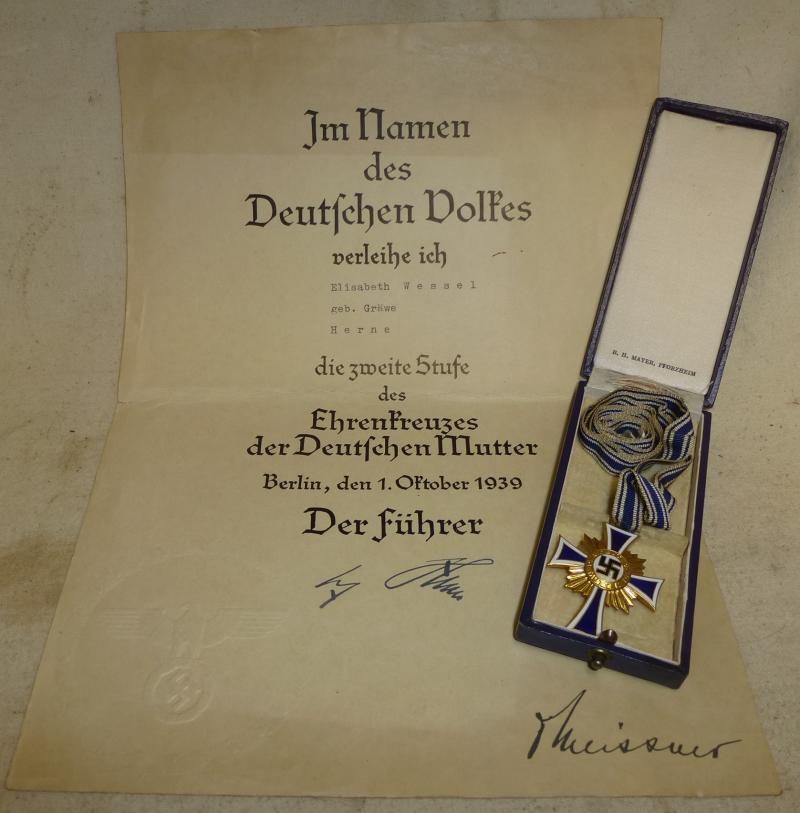 Im Namen
des
Deutschen Volkes
verleihe ich
Elisabeth Wessel
geb. Gräwe
Herne
die zweite Stufe
des
Ehrenkreuzes
der Deutschen Mutter
Berlin, den 1. Oktober 1939
Der Führer
Meissner
B. H. MAYER, PFORZHEIM